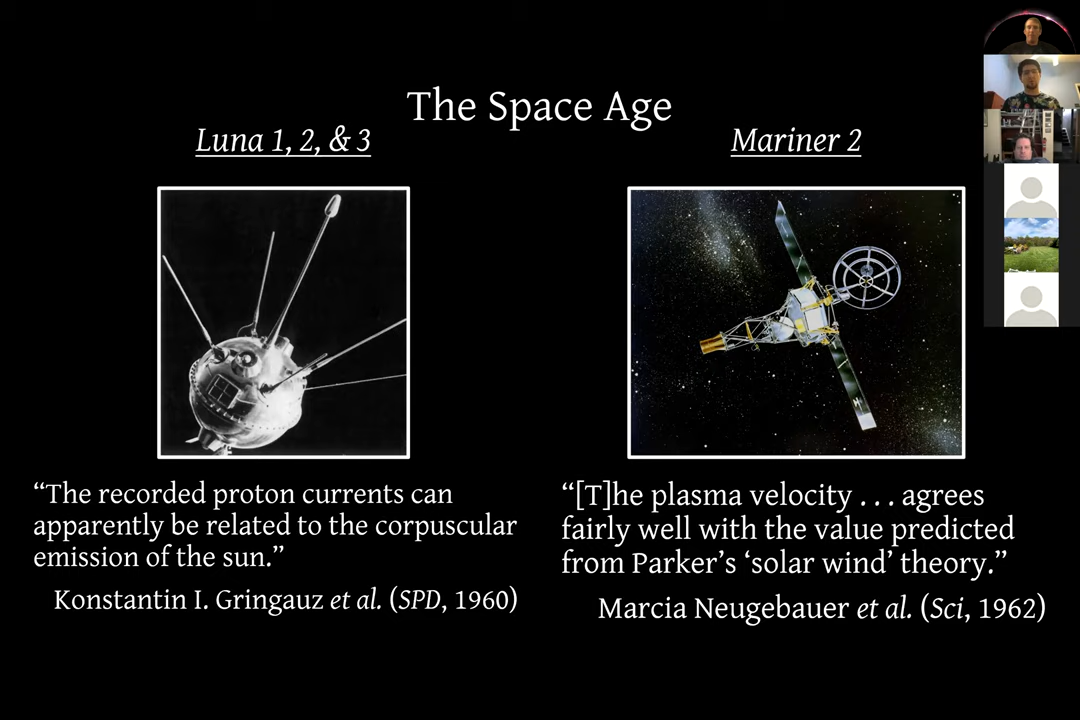 The Space Age
Luna 1, 2, & 3
Mariner 2
“The recorded proton currents can
apparently be related to the corpuscular
emission of the sun.”
Konstantin I. Gringauz et al. (SPD, 1960)
“[T]he plasma velocity . . . agrees
fairly well with the value predicted
from Parker’s ‘solar wind’ theory.”
Marcia Neugebauer et al. (Sci, 1962)